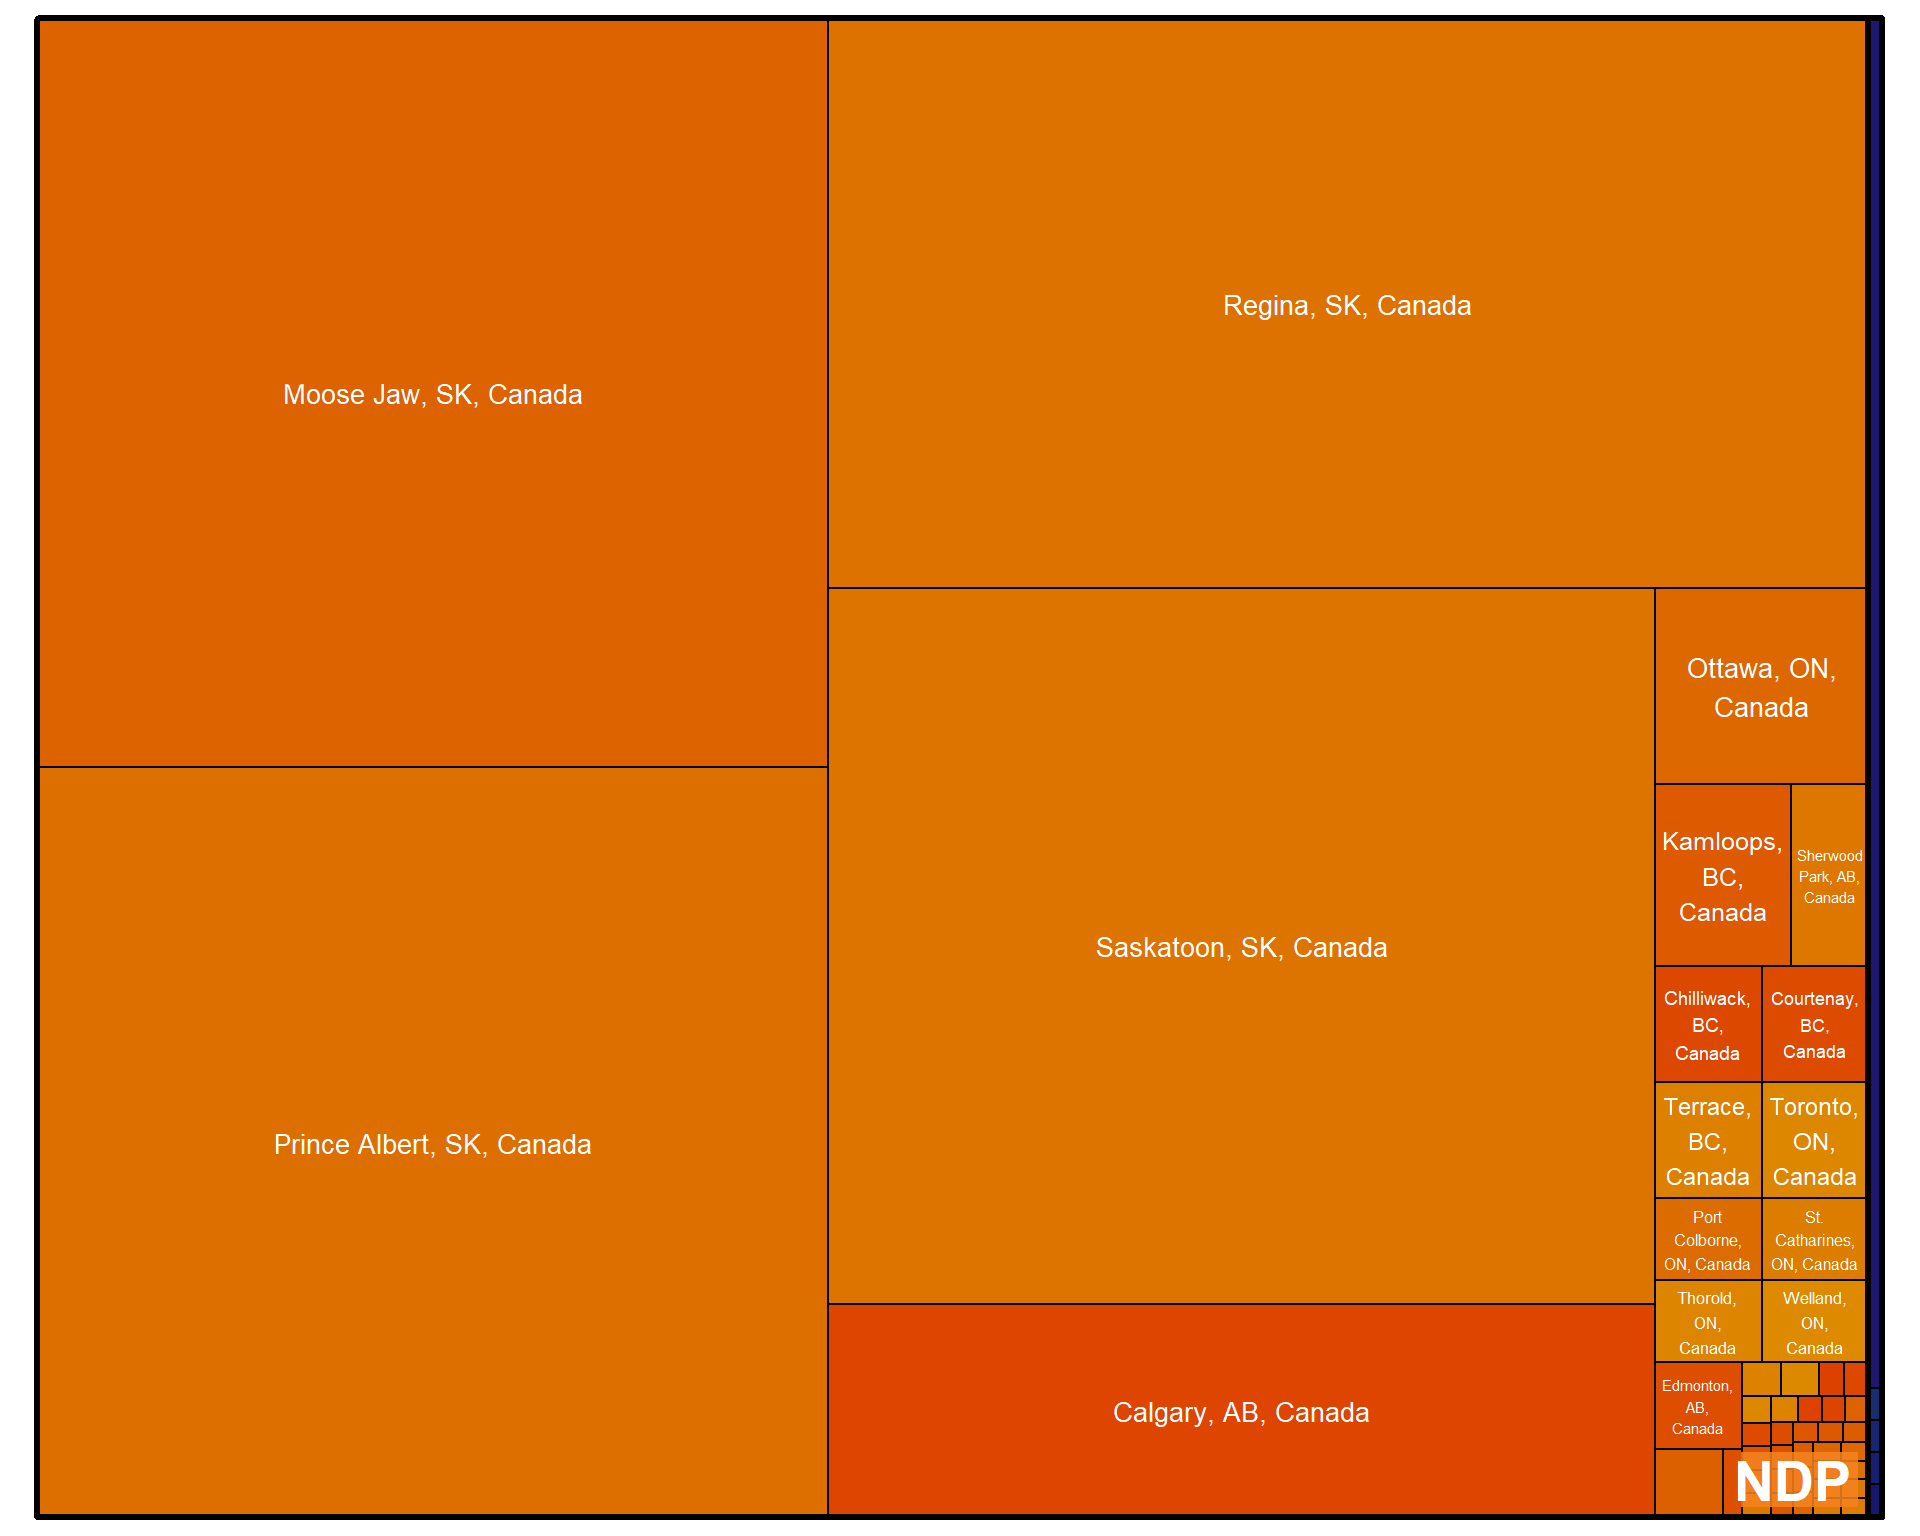 Moose Jaw, SK, Canada
Regina, SK, Canada
Prince Albert, SK, Canada
Saskatoon, SK, Canada
Calgary, AB, Canada
Ottawa, ON,
Canada
Kamloops,
BC,
Canada
Sherwood
Park, AB,
Canada
Chilliwack,
BC,
Canada
Courtenay,
BC,
Canada
Terrace,
BC,
Canada
Toronto,
ON,
Canada
Port
Colborne,
ON, Canada
St.
Catharines,
ON, Canada
Thorold,
ON,
Canada
Welland,
ON,
Canada
Edmonton,
AB,
Canada
NDP